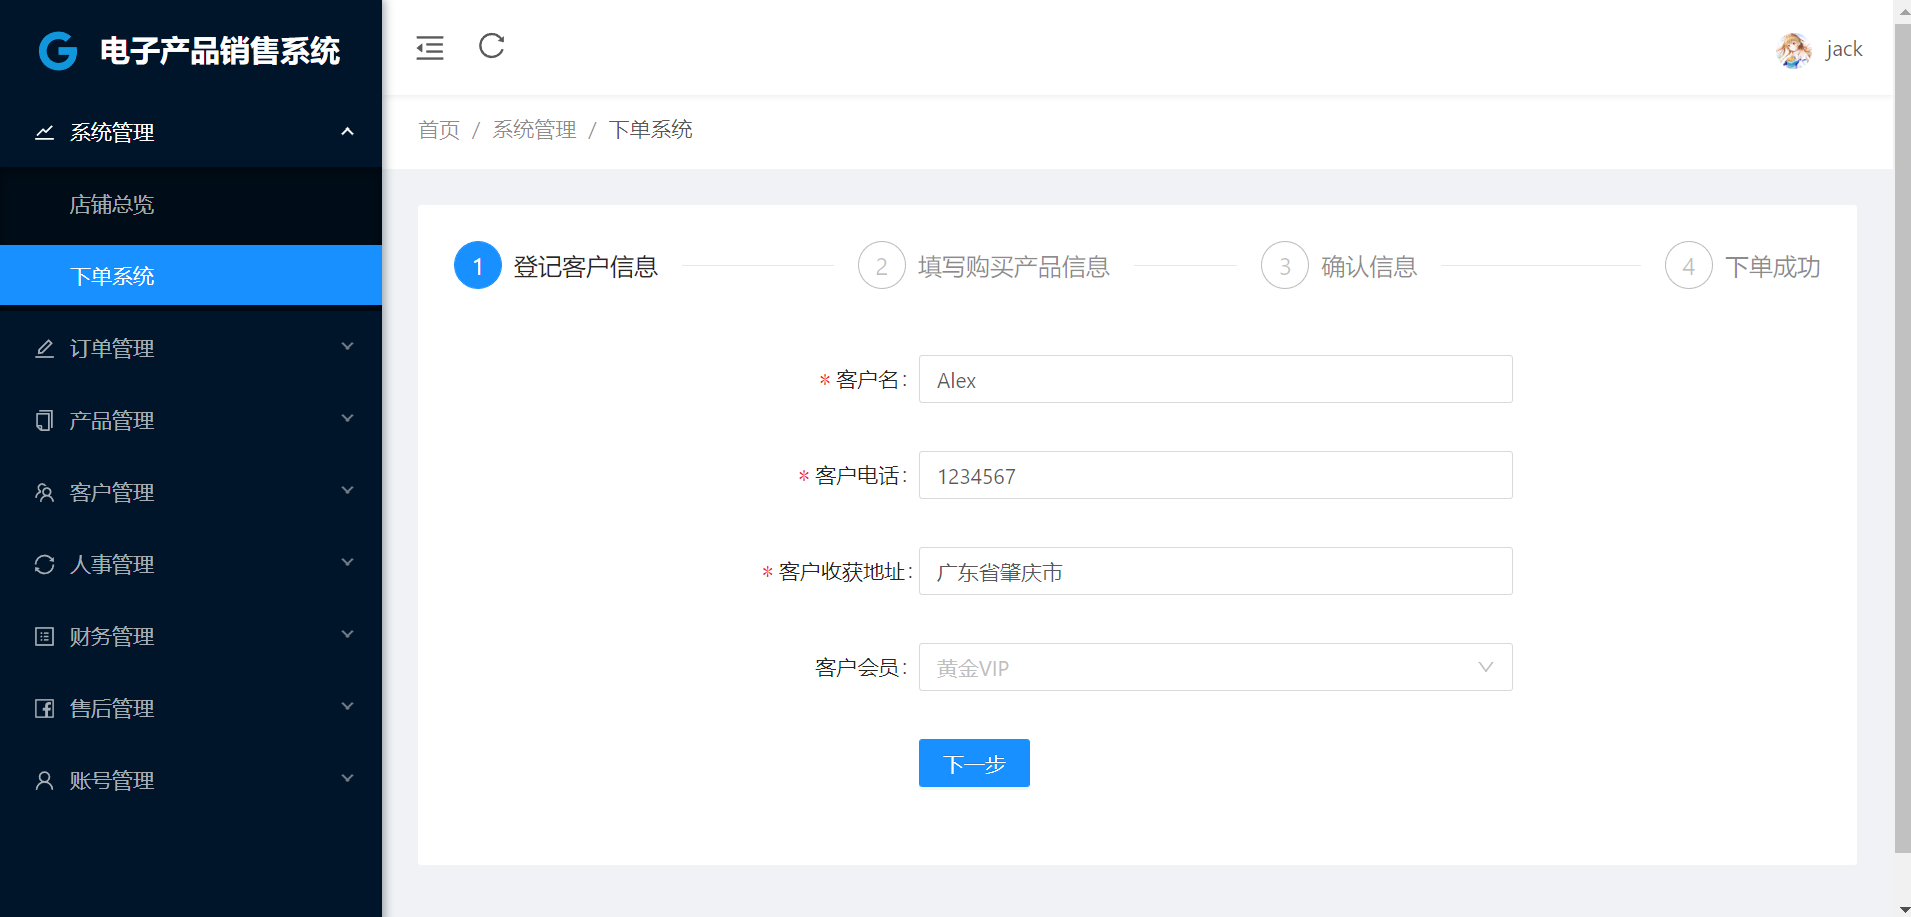 电子产品销售系统
jack
系统管理
店铺总览
下单系统
订单管理
产品管理
客户管理
人事管理
财务管理
售后管理
账号管理
首页 / 系统管理 / 下单系统
1 登记客户信息
2 填写购买产品信息
3 确认信息
4 下单成功
* 客户名: Alex
* 客户电话: 1234567
* 客户收获地址: 广东省肇庆市
客户会员: 黄金VIP
下一步